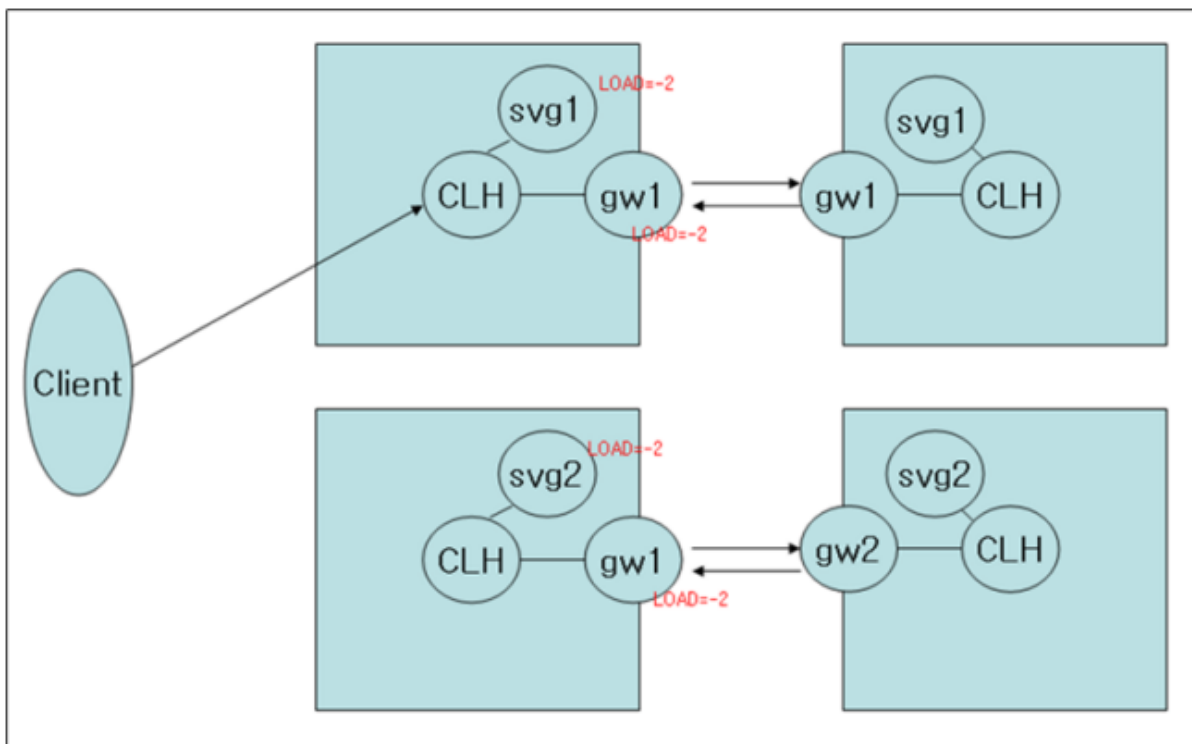 svg1
LOAD=-2
svg1
CLH
gw1
gw1
CLH
LOAD=-2
Client
svg2
LOAD=-2
svg2
CLH
gw1
gw2
CLH
LOAD=-2